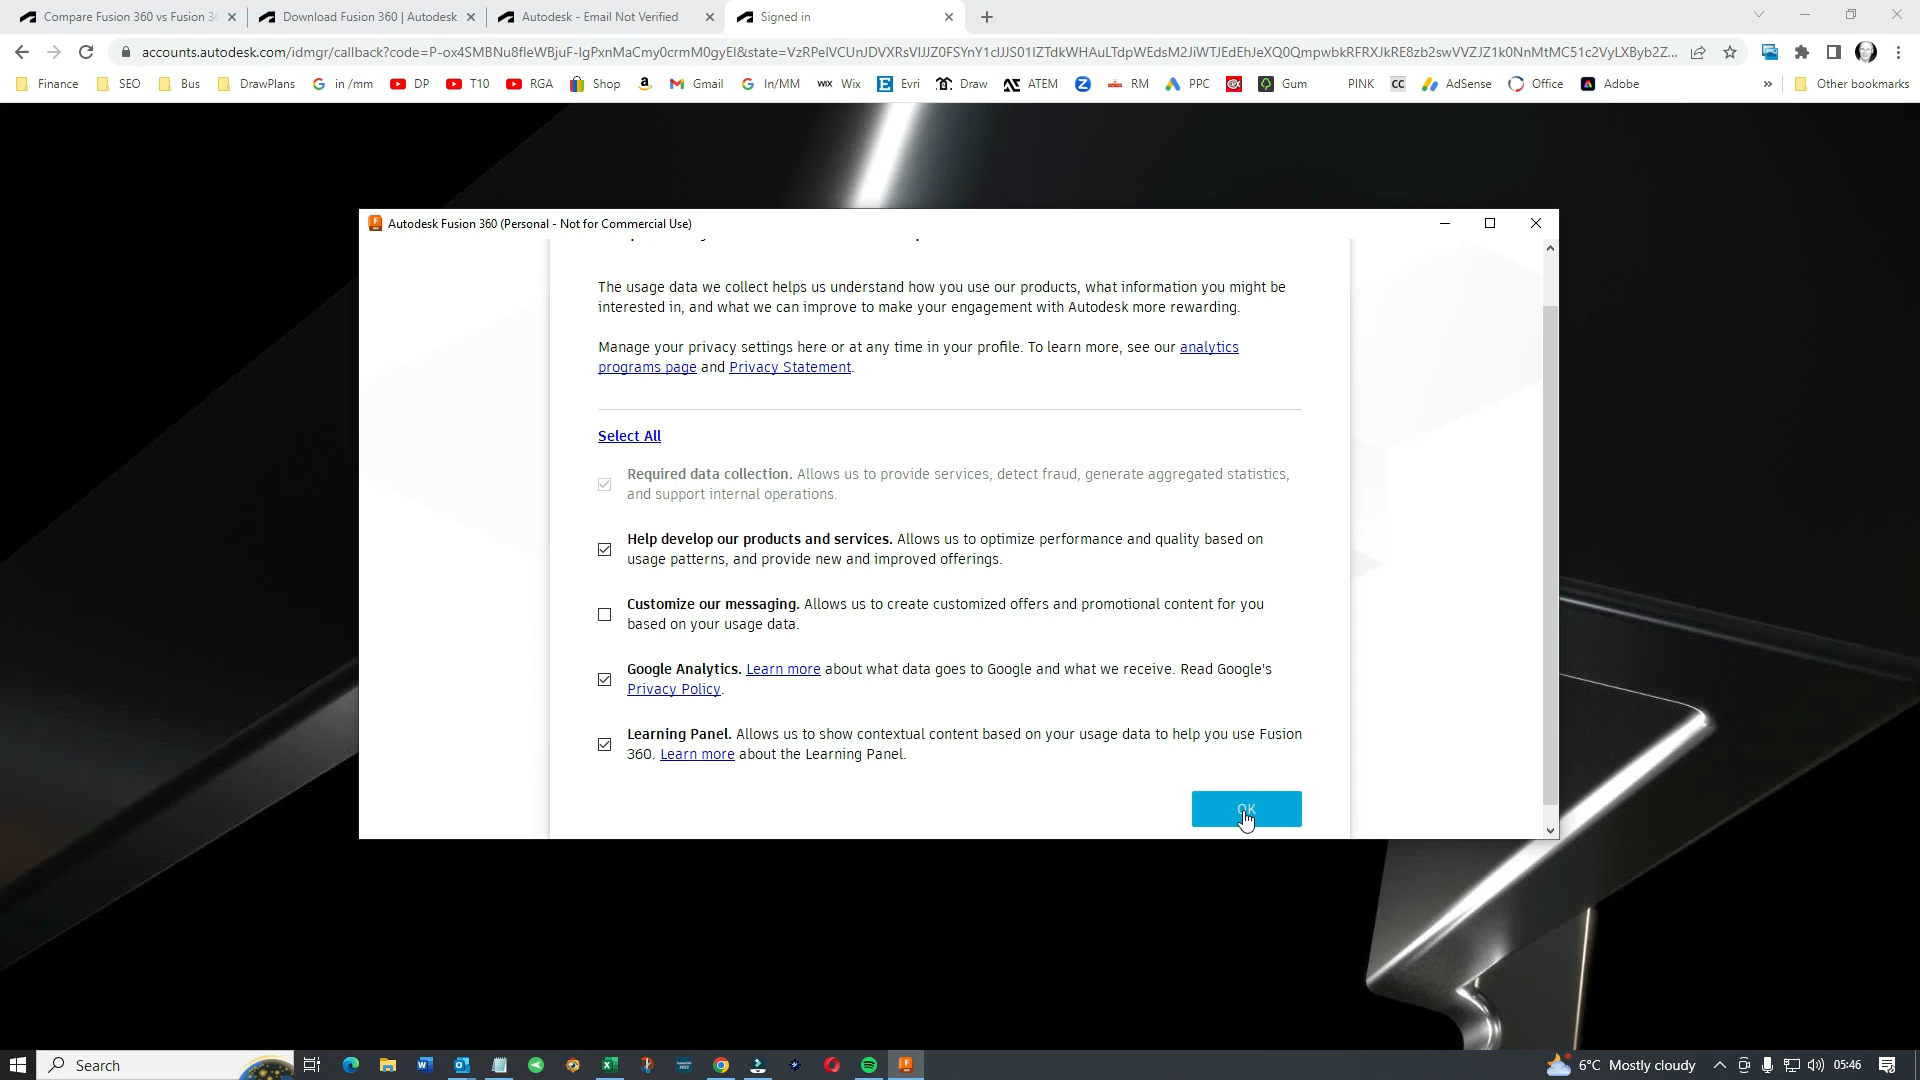 Compare Fusion 360 vs Fusion 36
Download Fusion 360 | Autodesk
Autodesk - Email Not Verified
Signed in
accounts.autodesk.com/idmgr/callback?code=P-ox4SMBNu8fleWBjuF-lgPxnMaCmy0crmM0gyEl&state=VzRPelVCUnJDVXRsVlJJZ0FSYnY1clJJS01lZTdkWHAuLTdpWEdsM2JiWTJEdEhJeXQ0QmpwbkRFRXJkRE8zb2swVVZJZ1k0NnMtMC51c2VyLXByb2Z...
Finance SEO Bus DrawPlans in /mm DP T10 RGA Shop Gmail In/MM WIX Wix Evri Draw ATEM RM PPC Gum PINK CC AdSense Office Adobe » Other bookmarks
Autodesk Fusion 360 (Personal - Not for Commercial Use)
The usage data we collect helps us understand how you use our products, what information you might be
interested in, and what we can improve to make your engagement with Autodesk more rewarding.
Manage your privacy settings here or at any time in your profile. To learn more, see our analytics
programs page and Privacy Statement.
Select All
Required data collection. Allows us to provide services, detect fraud, generate aggregated statistics,
and support internal operations.
Help develop our products and services. Allows us to optimize performance and quality based on
usage patterns, and provide new and improved offerings.
Customize our messaging. Allows us to create customized offers and promotional content for you
based on your usage data.
Google Analytics. Learn more about what data goes to Google and what we receive. Read Google's
Privacy Policy.
Learning Panel. Allows us to show contextual content based on your usage data to help you use Fusion
360. Learn more about the Learning Panel.
OK
Search
6°C Mostly cloudy
05:46